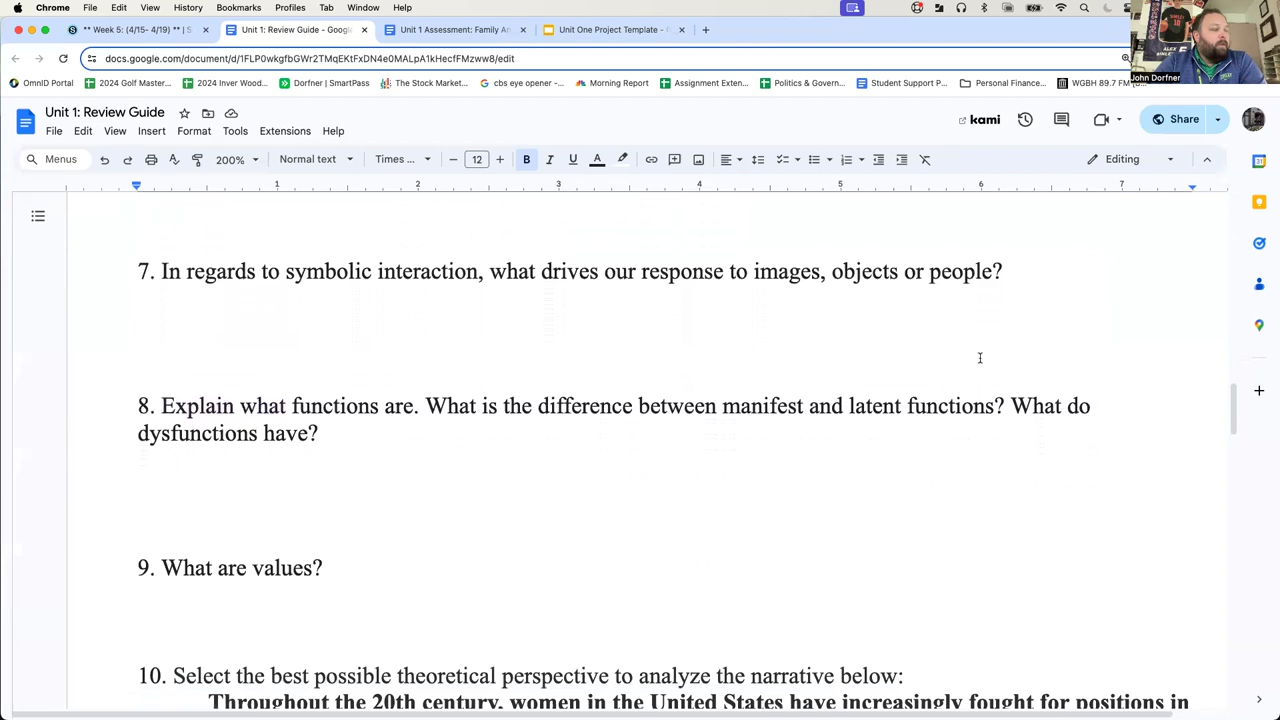 Chrome File Edit View History Bookmarks Profiles Tab Window Help
** Week 5: (4/15- 4/19) ** | S Unit 1: Review Guide - Google Unit 1 Assessment: Family An Unit One Project Template - G
docs.google.com/document/d/1FLP0wkgfbGWr2TMqEKtFxDN4e0MALpA1kHecfFMzww8/edit
OmniD Portal 2024 Golf Master... 2024 Inver Wood... Dorfner | SmartPass The Stock Market... cbs eye opener -... Morning Report Assignment Exten... Politics & Govern... Student Support P... Personal Finance... WGBH 89.7 FM
John Dorfner
Unit 1: Review Guide
File Edit View Insert Format Tools Extensions Help
kami Share
Menus 200% Normal text Times ... 12 Editing
1 2 3 4 5 6 7
7. In regards to symbolic interaction, what drives our response to images, objects or people?
8. Explain what functions are. What is the difference between manifest and latent functions? What do
dysfunctions have?
9. What are values?
10. Select the best possible theoretical perspective to analyze the narrative below:
Throughout the 20th century, women in the United States have increasingly fought for positions in